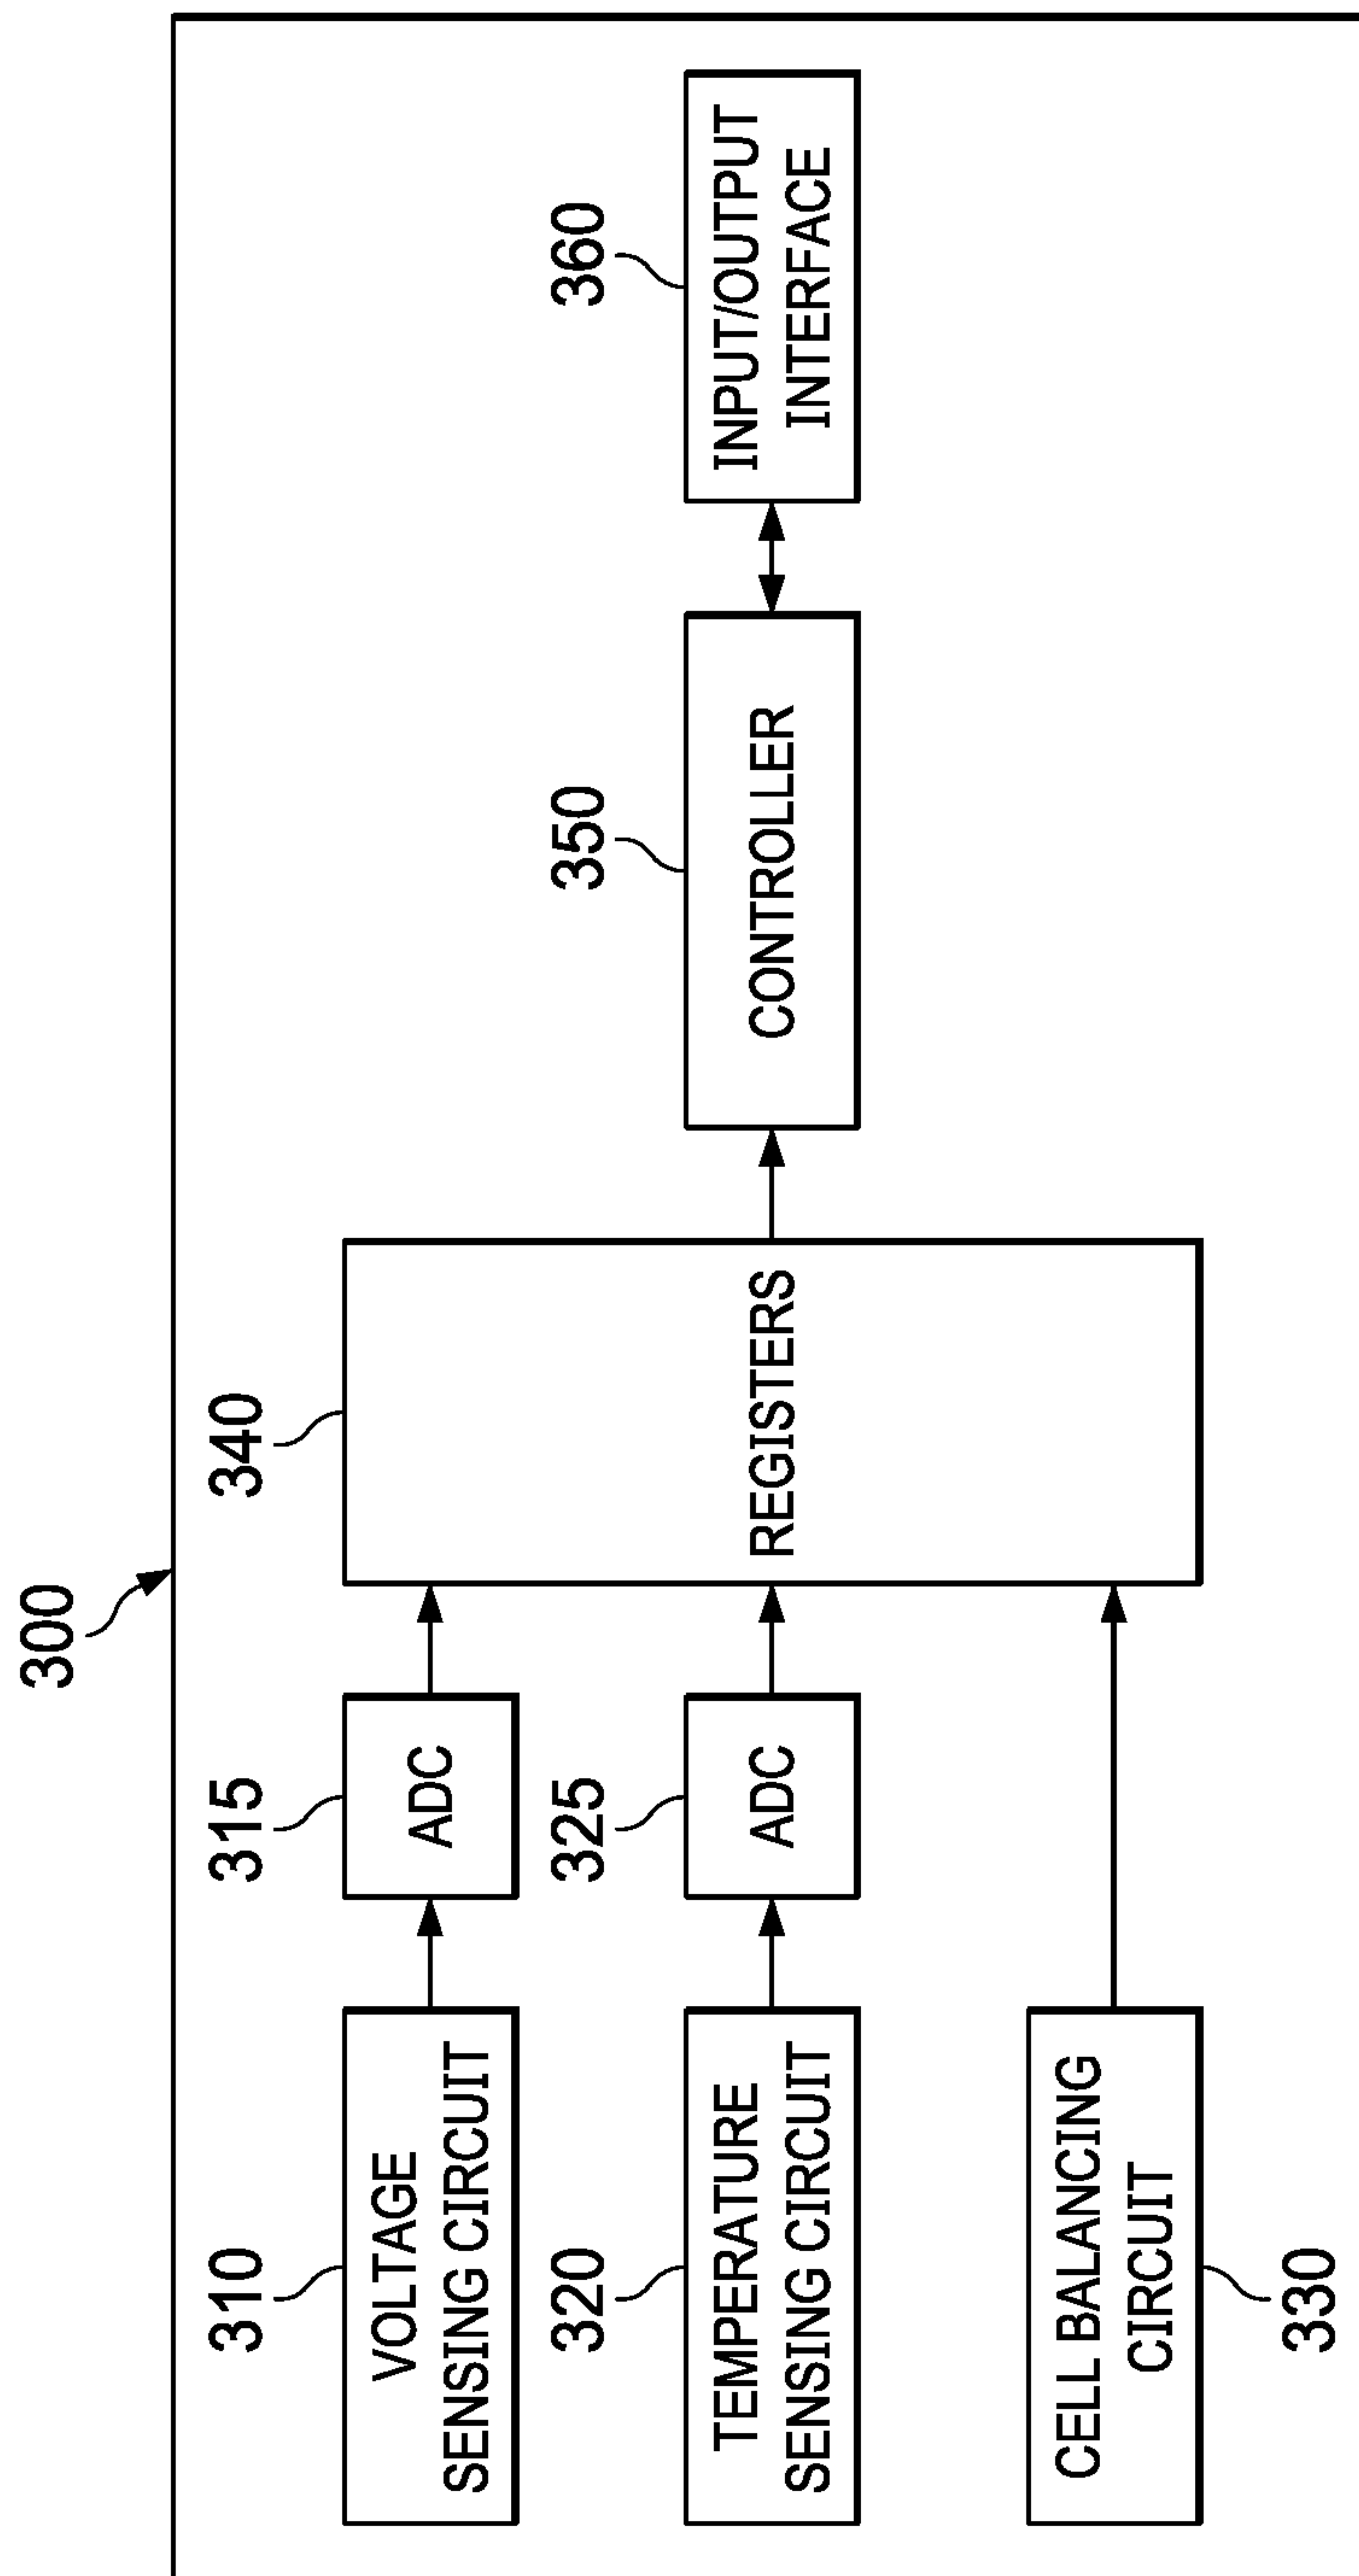 300
310
VOLTAGE
SENSING CIRCUIT
315
ADC
340
REGISTERS
320
TEMPERATURE
SENSING CIRCUIT
325
ADC
350
CONTROLLER
360
INPUT/OUTPUT
INTERFACE
CELL BALANCING
CIRCUIT
330